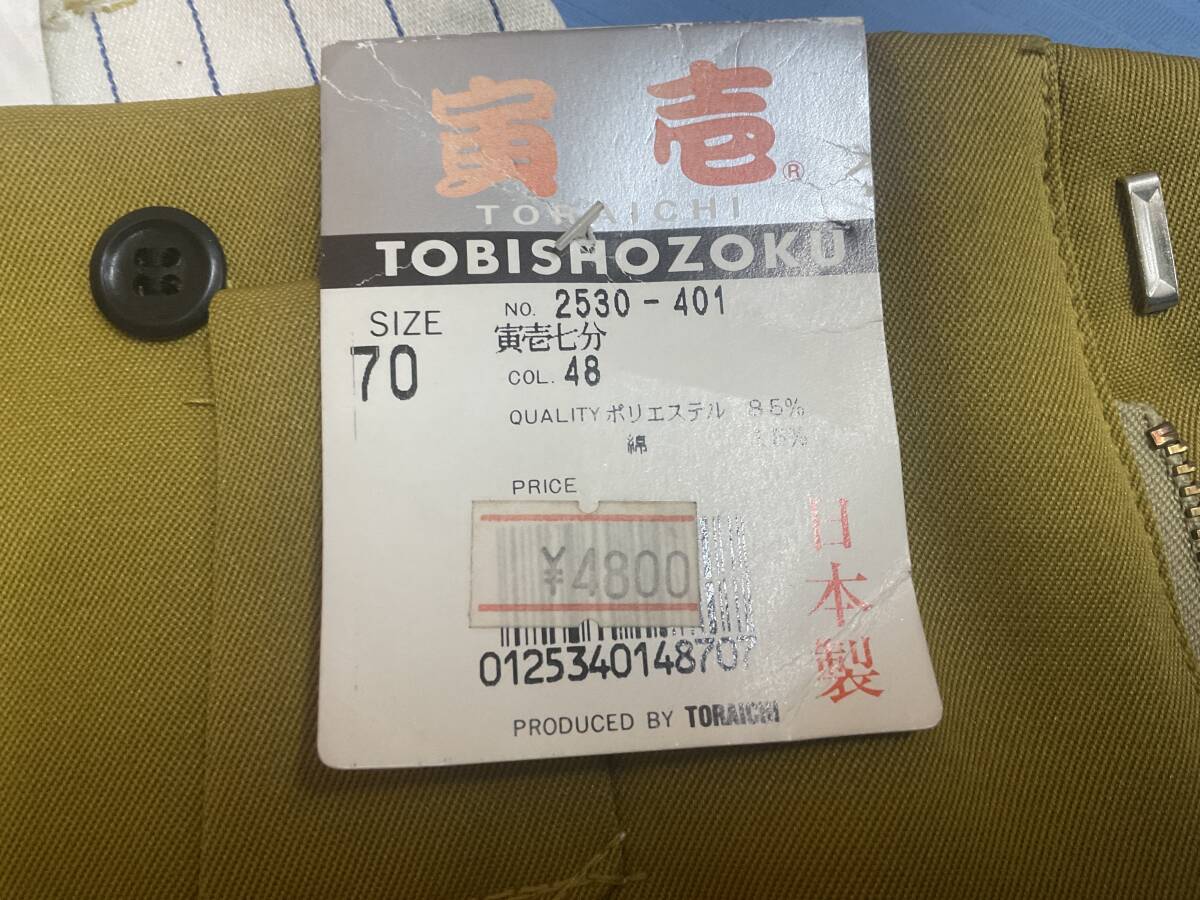 寅壱®
TORAICHI
TOBISHOZOKU
SIZE
70
NO. 2530-401
寅壱七分
COL. 48
QUALITY ポリエステル 85%
綿 15%
PRICE
¥4800
0125340148707
日本製
PRODUCED BY TORAICHI